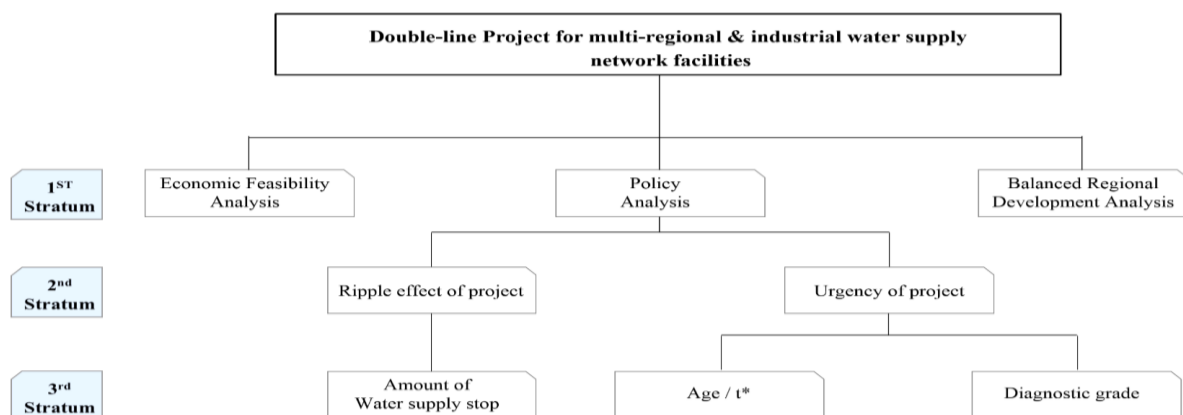 Double-line Project for multi-regional & industrial water supply
network facilities
1ST
Stratum
Economic Feasibility
Analysis
Policy
Analysis
Balanced Regional
Development Analysis
2nd
Stratum
Ripple effect of project
Urgency of project
3rd
Stratum
Amount of
Water supply stop
Age / t*
Diagnostic grade